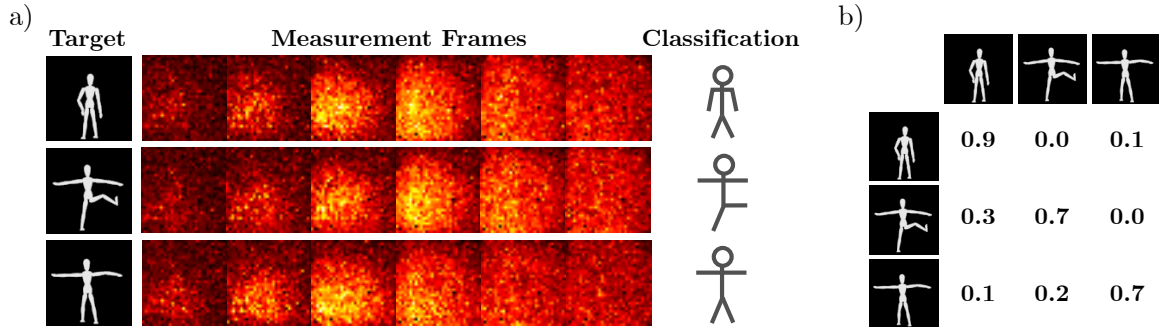 a)
Target Measurement Frames Classification
b)
0.9 0.0 0.1
0.3 0.7 0.0
0.1 0.2 0.7